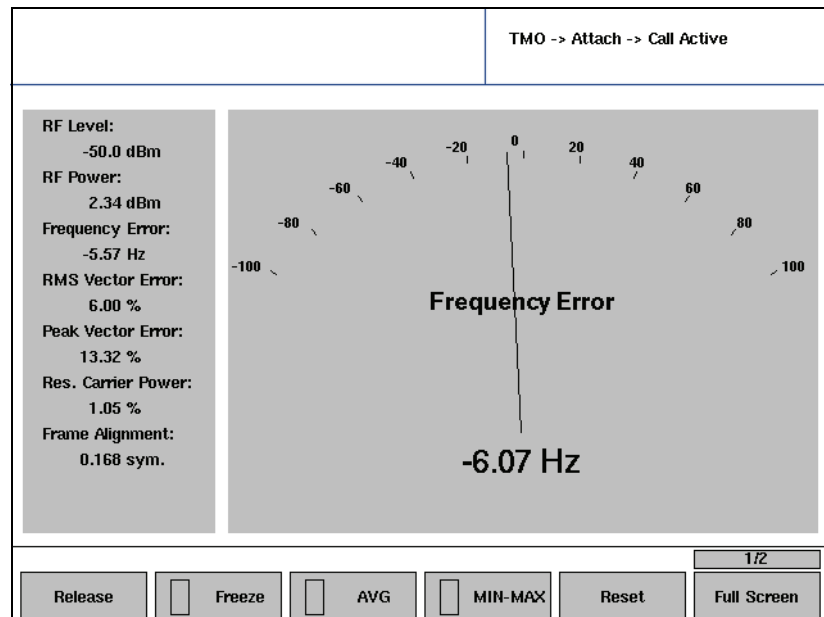 TMO -> Attach -> Call Active
RF Level:
-50.0 dBm
RF Power:
2.34 dBm
Frequency Error:
-5.57 Hz
RMS Vector Error:
6.00 %
Peak Vector Error:
13.32 %
Res. Carrier Power:
1.05 %
Frame Alignment:
0.168 sym.
-100
-80
-60
-40
-20
0
20
40
60
80
100
Frequency Error
-6.07 Hz
1/2
Release
Freeze
AVG
MIN-MAX
Reset
Full Screen